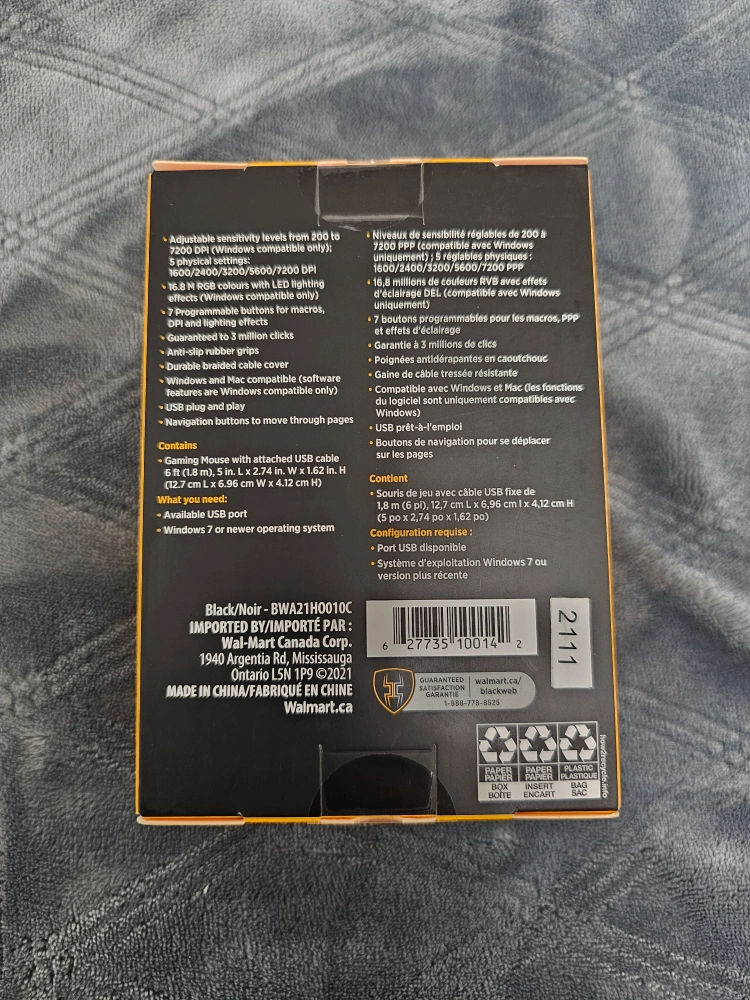 • Adjustable sensitivity levels from 200 to
7200 DPI (Windows compatible only);
5 physical settings:
1600/2400/3200/5600/7200 DPI
• 16.8 M RGB colours with LED lighting
effects (Windows compatible only)
• 7 Programmable buttons for macros,
DPI and lighting effects
• Guaranteed to 3 million clicks
• Anti-slip rubber grips
• Durable braided cable cover
• Windows and Mac compatible (software
features are Windows compatible only)
• USB plug and play
• Navigation buttons to move through pages
Contains
• Gaming Mouse with attached USB cable
6 ft (1.8 m), 5 in. L x 2.74 in. W x 1.62 in. H
(12.7 cm L x 6.96 cm W x 4.12 cm H)
What you need:
• Available USB port
• Windows 7 or newer operating system
• Niveaux de sensibilité réglables de 200 à
7200 PPP (compatible avec Windows
uniquement) ; 5 réglables physiques :
1600/2400/3200/5600/7200 PPP
• 16,8 millions de couleurs RVB avec effets
d'éclairage DEL (compatible avec Windows
uniquement)
• 7 boutons programmables pour les macros, PPP
et effets d'éclairage
• Garantie à 3 millions de clics
• Poignées antidérapantes en caoutchouc
• Gaine de câble tressée résistante
• Compatible avec Windows et Mac (les fonctions
du logiciel sont uniquement compatibles avec
Windows)
• USB prêt-à-l'emploi
• Boutons de navigation pour se déplacer
sur les pages
Contient
• Souris de jeu avec câble USB fixe de
1,8 m (6 pi), 12,7 cm L x 6,96 cm l x 4,12 cm H
(5 po x 2,74 po x 1,62 po)
Configuration requise :
• Port USB disponible
• Système d'exploitation Windows 7 ou
version plus récente
Black/Noir - BWA21HO010C
IMPORTED BY/IMPORTÉ PAR :
Wal-Mart Canada Corp.
1940 Argentia Rd, Mississauga
Ontario L5N 1P9 ©2021
MADE IN CHINA/FABRIQUÉ EN CHINE
Walmart.ca
6 27735 10014 2
2111
GUARANTEED
SATISFACTION
GARANTIE
walmart.ca/
blackweb
1-888-778-8525
PAPER
PAPIER
BOX
BOÎTE
PAPER
PAPIER
INSERT
ENCART
PLASTIC
PLASTIQUE
BAG
SAC
how2recycle.info